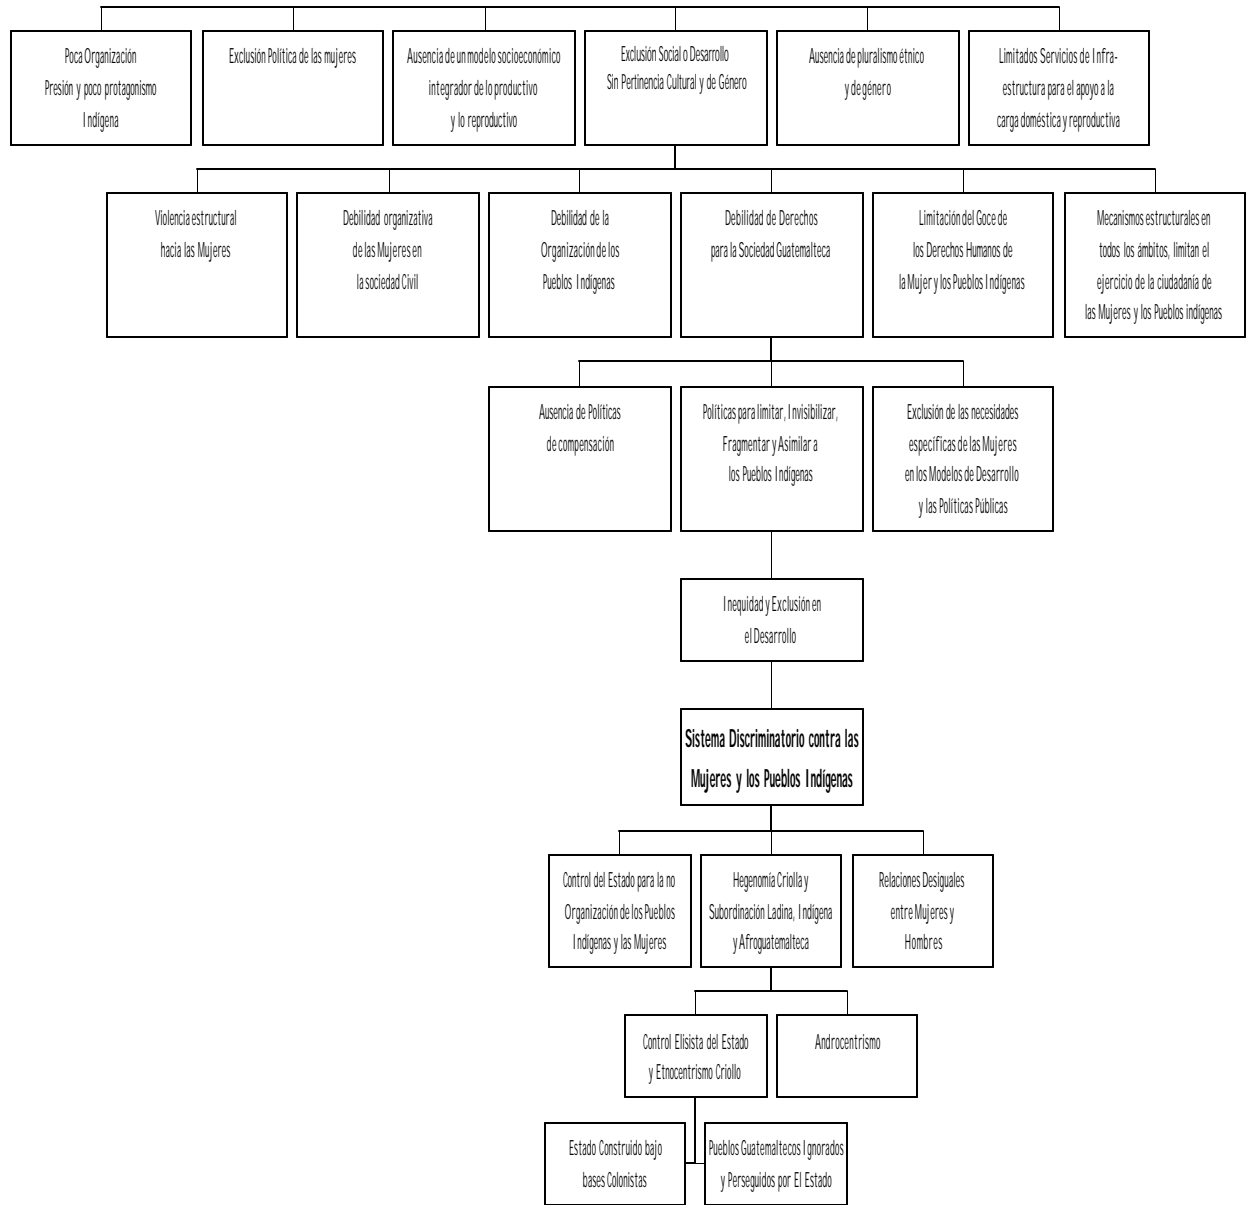 Poca Organización
Presión y poco protagonismo
Indígena
Exclusión Política de las mujeres
Ausencia de un modelo socioeconómico
integrador de lo productivo
y lo reproductivo
Exclusión Social o Desarrollo
Sin Pertinencia Cultural y de Género
Ausencia de pluralismo étnico
y de género
Limitados Servicios de Infra-
estructura para el apoyo a la
carga doméstica y reproductiva
Violencia estructural
hacia las Mujeres
Debilidad organizativa
de las Mujeres en
la sociedad Civil
Debilidad de la
Organización de los
Pueblos Indígenas
Debilidad de Derechos
para la Sociedad Guatemalteca
Limitación del Goce de
los Derechos Humanos de
la Mujer y los Pueblos Indígenas
Mecanismos estructurales en
todos los ámbitos, limitan el
ejercicio de la ciudadanía de
las Mujeres y los Pueblos indígenas
Ausencia de Políticas
de compensación
Políticas para limitar, Invisibilizar,
Fragmentar y Asimilar a
los Pueblos Indígenas
Exclusión de las necesidades
específicas de las Mujeres
en los Modelos de Desarrollo
y las Políticas Públicas
Inequidad y Exclusión en
el Desarrollo
Sistema Discriminatorio contra las
Mujeres y los Pueblos Indígenas
Control del Estado para la no
Organización de los Pueblos
Indígenas y las Mujeres
Hegenomía Criolla y
Subordinación Ladina, Indígena
y Afroguatemalteca
Relaciones Desiguales
entre Mujeres y
Hombres
Control Elisista del Estado
y Etnocentrismo Criollo
Androcentrismo
Estado Construido bajo
bases Colonistas
Pueblos Guatemaltecos Ignorados
y Perseguidos por El Estado